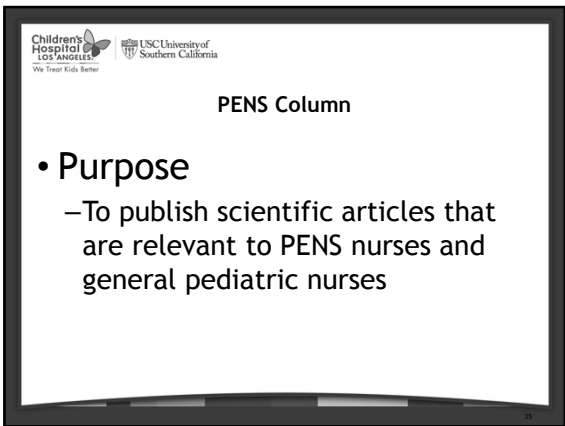 Children's
Hospital
LOS ANGELES
We Treat Kids Better
USC University of
Southern California
PENS Column
• Purpose
–To publish scientific articles that
are relevant to PENS nurses and
general pediatric nurses
35